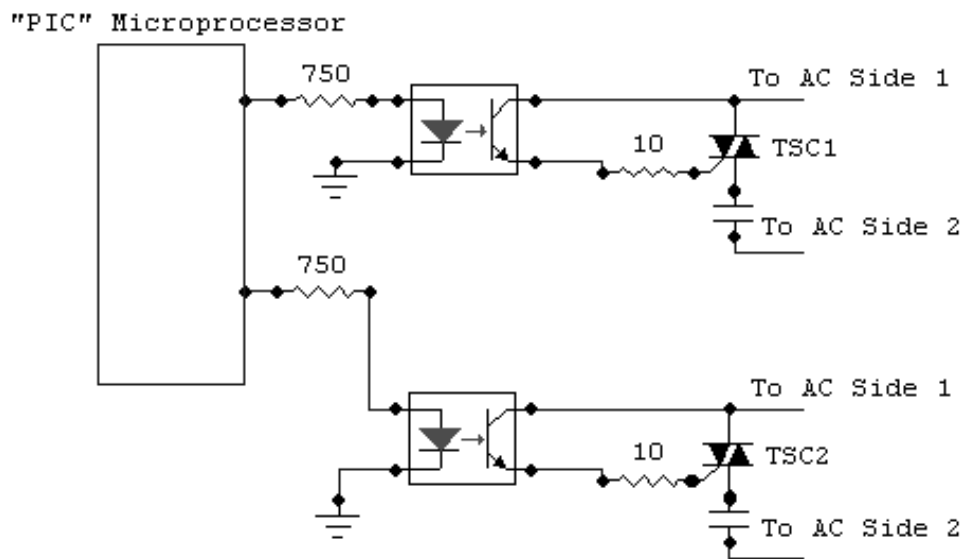 "PIC" Microprocessor
750
To AC Side 1
10
TSC1
To AC Side 2
750
To AC Side 1
10
TSC2
To AC Side 2